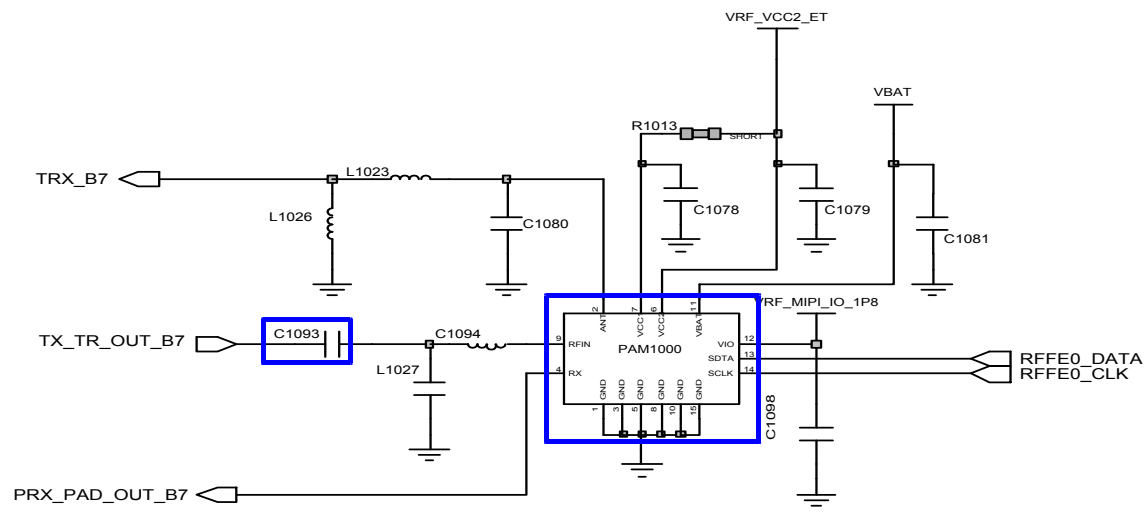 VRF_VCC2_ET
VBAT
R1013
SHORT
TRX_B7
L1023
C1078
C1079
L1026
C1080
C1081
VRF_MIPI_IO_1P8
2
7
6
11
ANT
VCC1
VCC2
VBAT
TX_TR_OUT_B7
C1093
C1094
9
RFIN
PAM1000
VIO
12
SDTA
13
RFFE0_DATA
L1027
4
RX
SCLK
14
RFFE0_CLK
GND
GND
GND
GND
GND
GND
1
3
5
8
10
15
C1098
PRX_PAD_OUT_B7